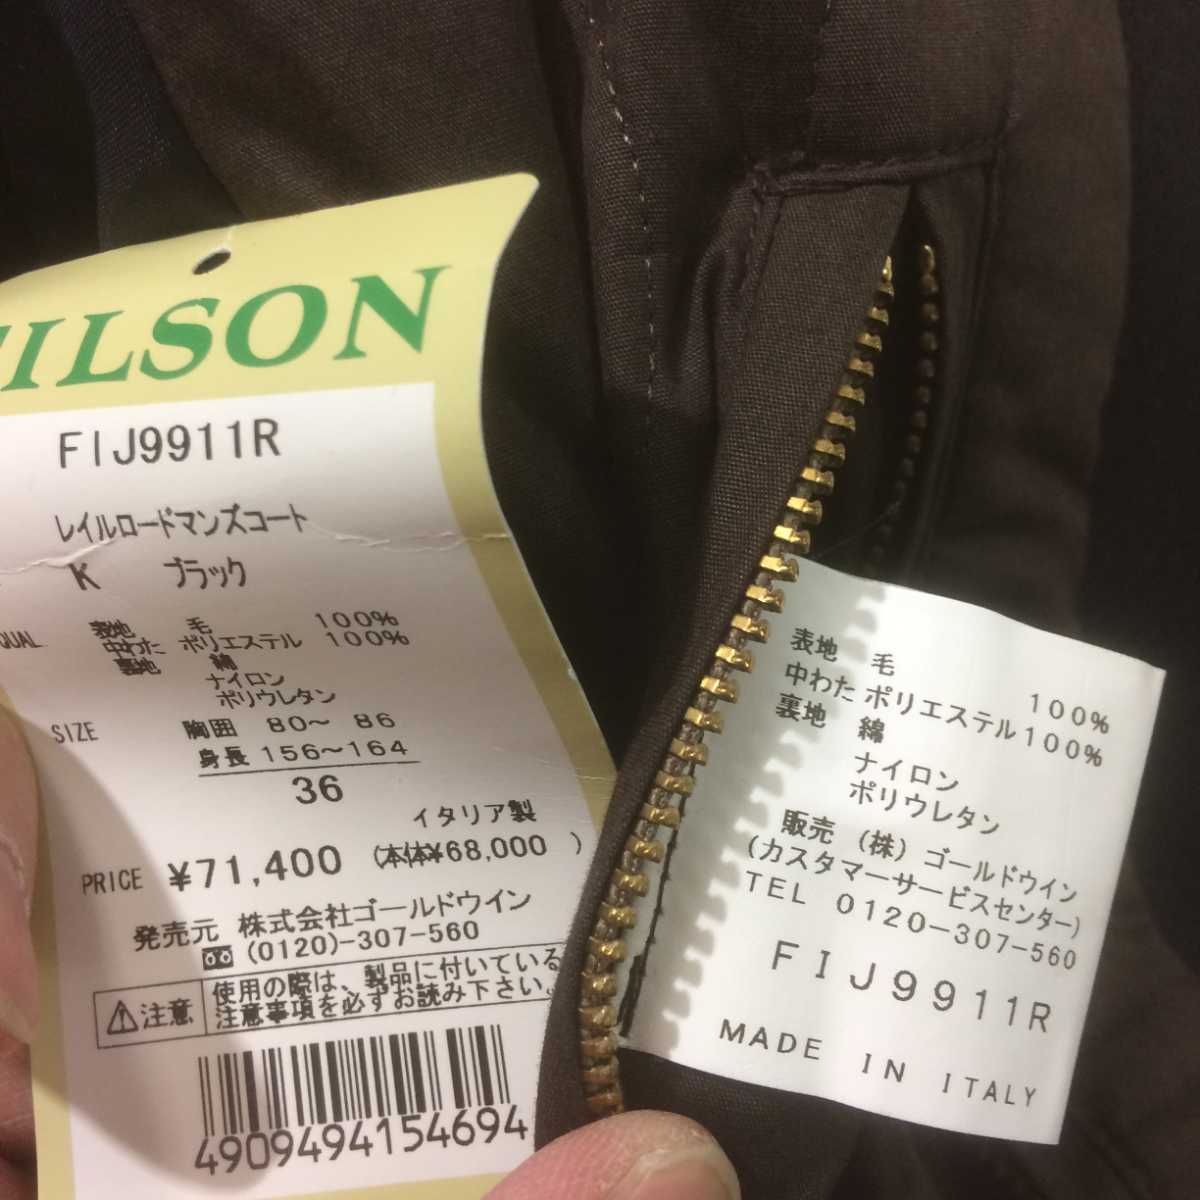 ILSON
FIJ9911R
レイルロードマンズコート
K ブラック
QUAL 表地 毛 100%
中わた ポリエステル 100%
裏地 綿
ナイロン
ポリウレタン
SIZE 胸囲 80~ 86
身長 156~164
36
イタリア製
PRICE ¥71,400 (本体¥68,000 )
発売元 株式会社ゴールドウイン
(0120)-307-560
注意 使用の際は、製品に付いている
注意事項を必ずお読み下さい。
4909494154694
表地 毛 100%
中わた ポリエステル100%
裏地 綿
ナイロン
ポリウレタン
販売 (株) ゴールドウイン
(カスタマーサービスセンター)
TEL 0120-307-560
FIJ9911R
MADE IN ITALY